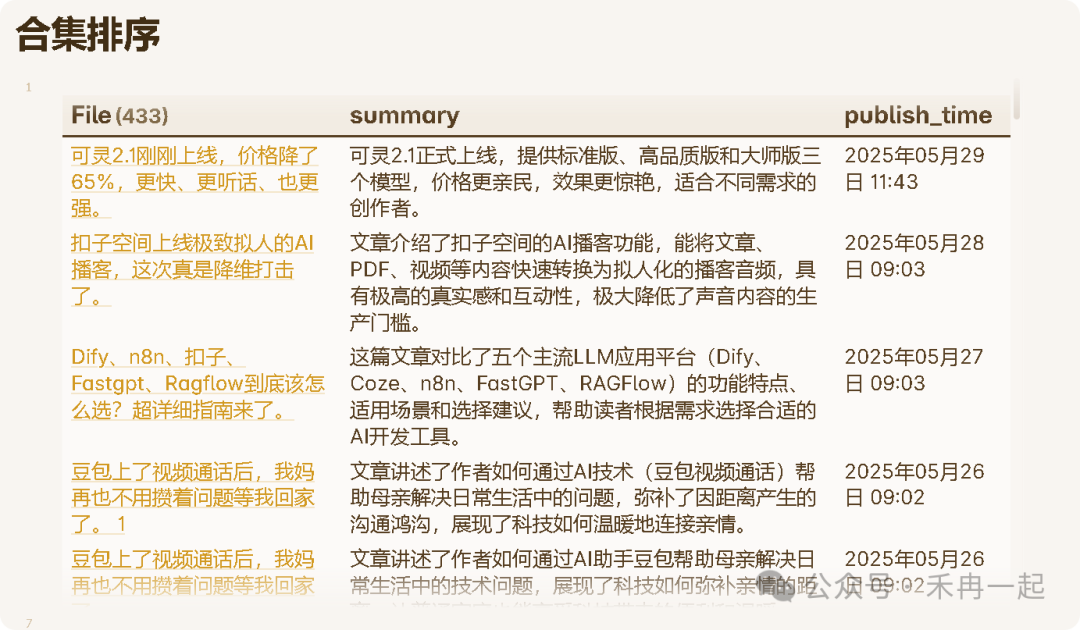 合集排序
1
File (433) summary publish_time
可灵2.1刚刚上线，价格降了
65%，更快、更听话、也更
强。
可灵2.1正式上线，提供标准版、高品质版和大师版三
个模型，价格更亲民，效果更惊艳，适合不同需求的
创作者。
2025年05月29
日 11:43
扣子空间上线极致拟人的AI
播客，这次真是降维打击
了。
文章介绍了扣子空间的AI播客功能，能将文章、
PDF、视频等内容快速转换为拟人化的播客音频，具
有极高的真实感和互动性，极大降低了声音内容的生
产门槛。
2025年05月28
日 09:03
Dify、n8n、扣子、
Fastgpt、Ragflow到底该怎
么选？超详细指南来了。
这篇文章对比了五个主流LLM应用平台（Dify、
Coze、n8n、FastGPT、RAGFlow）的功能特点、
适用场景和选择建议，帮助读者根据需求选择合适的
AI开发工具。
2025年05月27
日 09:03
豆包上了视频通话后，我妈
再也不用攒着问题等我回家
了。 1
文章讲述了作者如何通过AI技术（豆包视频通话）帮
助母亲解决日常生活中的问题，弥补了因距离产生的
沟通鸿沟，展现了科技如何温暖地连接亲情。
2025年05月26
日 09:02
豆包上了视频通话后，我妈
再也不用攒着问题等我回家
文章讲述了作者如何通过AI助手豆包帮助母亲解决日
常生活中的技术问题，展现了科技如何弥补亲情的距
2025年05月26
日 09:02
公众号 · 禾冉一起
7